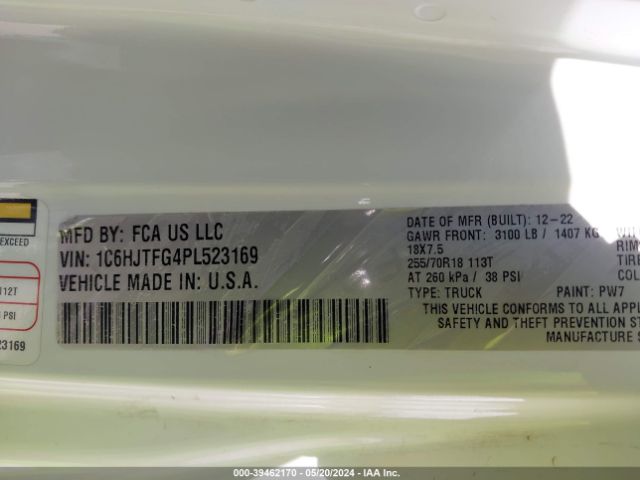 EXCEED
112T
PSI
23169
MFD BY: FCA US LLC
VIN: 1C6HJTFG4PL523169
VEHICLE MADE IN: U.S.A.
DATE OF MFR (BUILT): 12-22
GAWR FRONT: 3100 LB / 1407 KG
18X7.5
255/70R18 113T
AT 260 kPa / 38 PSI
TYPE: TRUCK PAINT: PW7
THIS VEHICLE CONFORMS TO ALL APPL
SAFETY AND THEFT PREVENTION ST
MANUFACTURE S
RIM
TIRE
COL
000-39462170 - 05/20/2024 - IAA Inc.